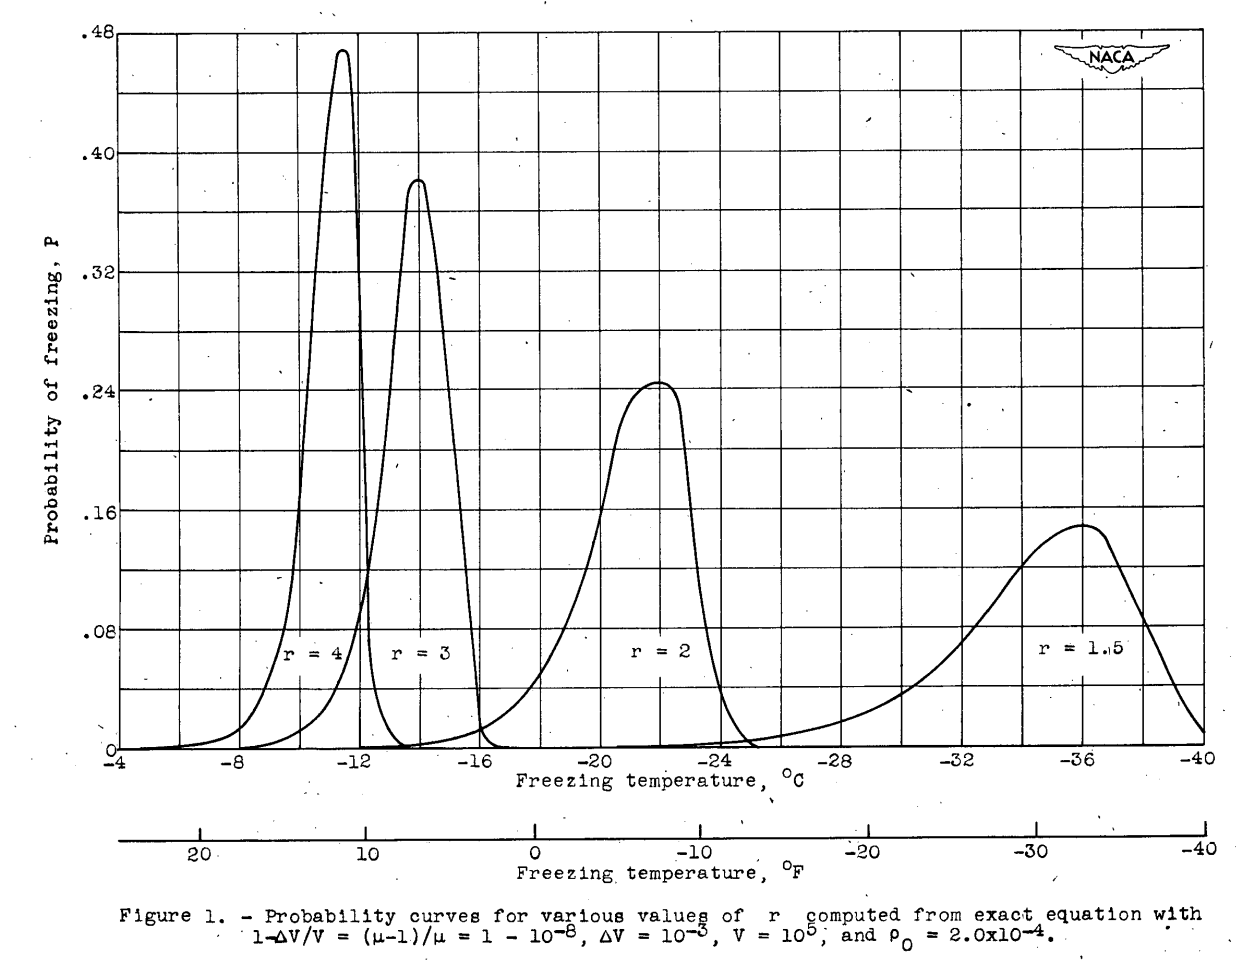 .48
NACA
.40
.32
.24
.16
.08
0
Probability of freezing, P
r = 4
r = 3
r = 2
r = 1.5
-4 -8 -12 -16 -20 -24 -28 -32 -36 -40
Freezing temperature, °C
20 10 0 -10 -20 -30 -40
Freezing temperature, °F
Figure 1. - Probability curves for various values of r computed from exact equation with
1-ΔV/V = (μ-1)/μ = 1 - 10⁻⁸, ΔV = 10⁻³, V = 10⁵, and ρ₀ = 2.0x10⁻⁴.